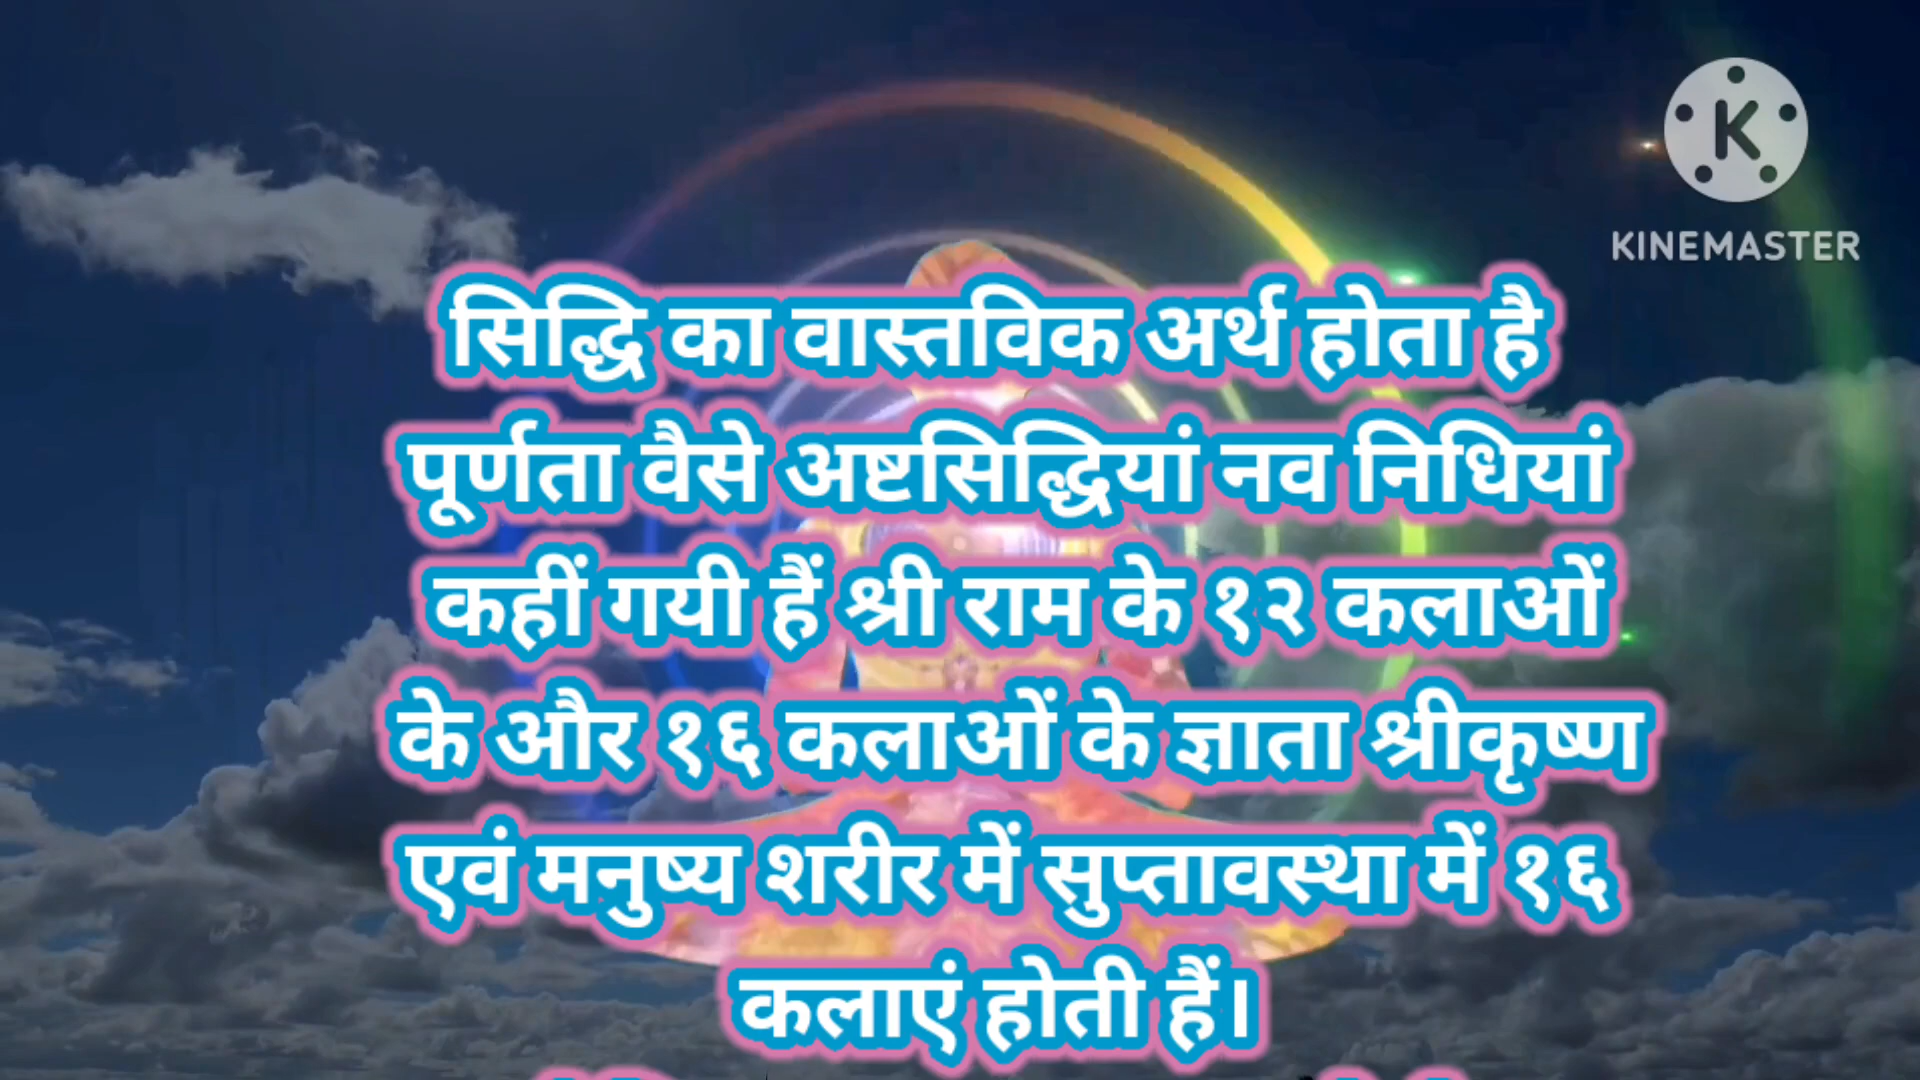 KINEMASTER
सिद्धि का वास्तविक अर्थ होता है
पूर्णता वैसे अष्टसिद्धियां नव निधियां
कहीं गयी हैं श्री राम के १२ कलाओं
के और १६ कलाओं के ज्ञाता श्रीकृष्ण
एवं मनुष्य शरीर में सुप्तावस्था में १६
कलाएं होती हैं।